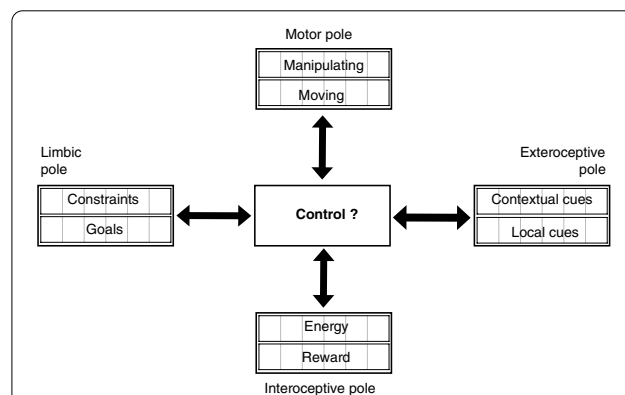 Motor pole
Manipulating
Moving
Limbic
pole
Constraints
Goals
Control ?
Exteroceptive
pole
Contextual cues
Local cues
Energy
Reward
Interoceptive pole